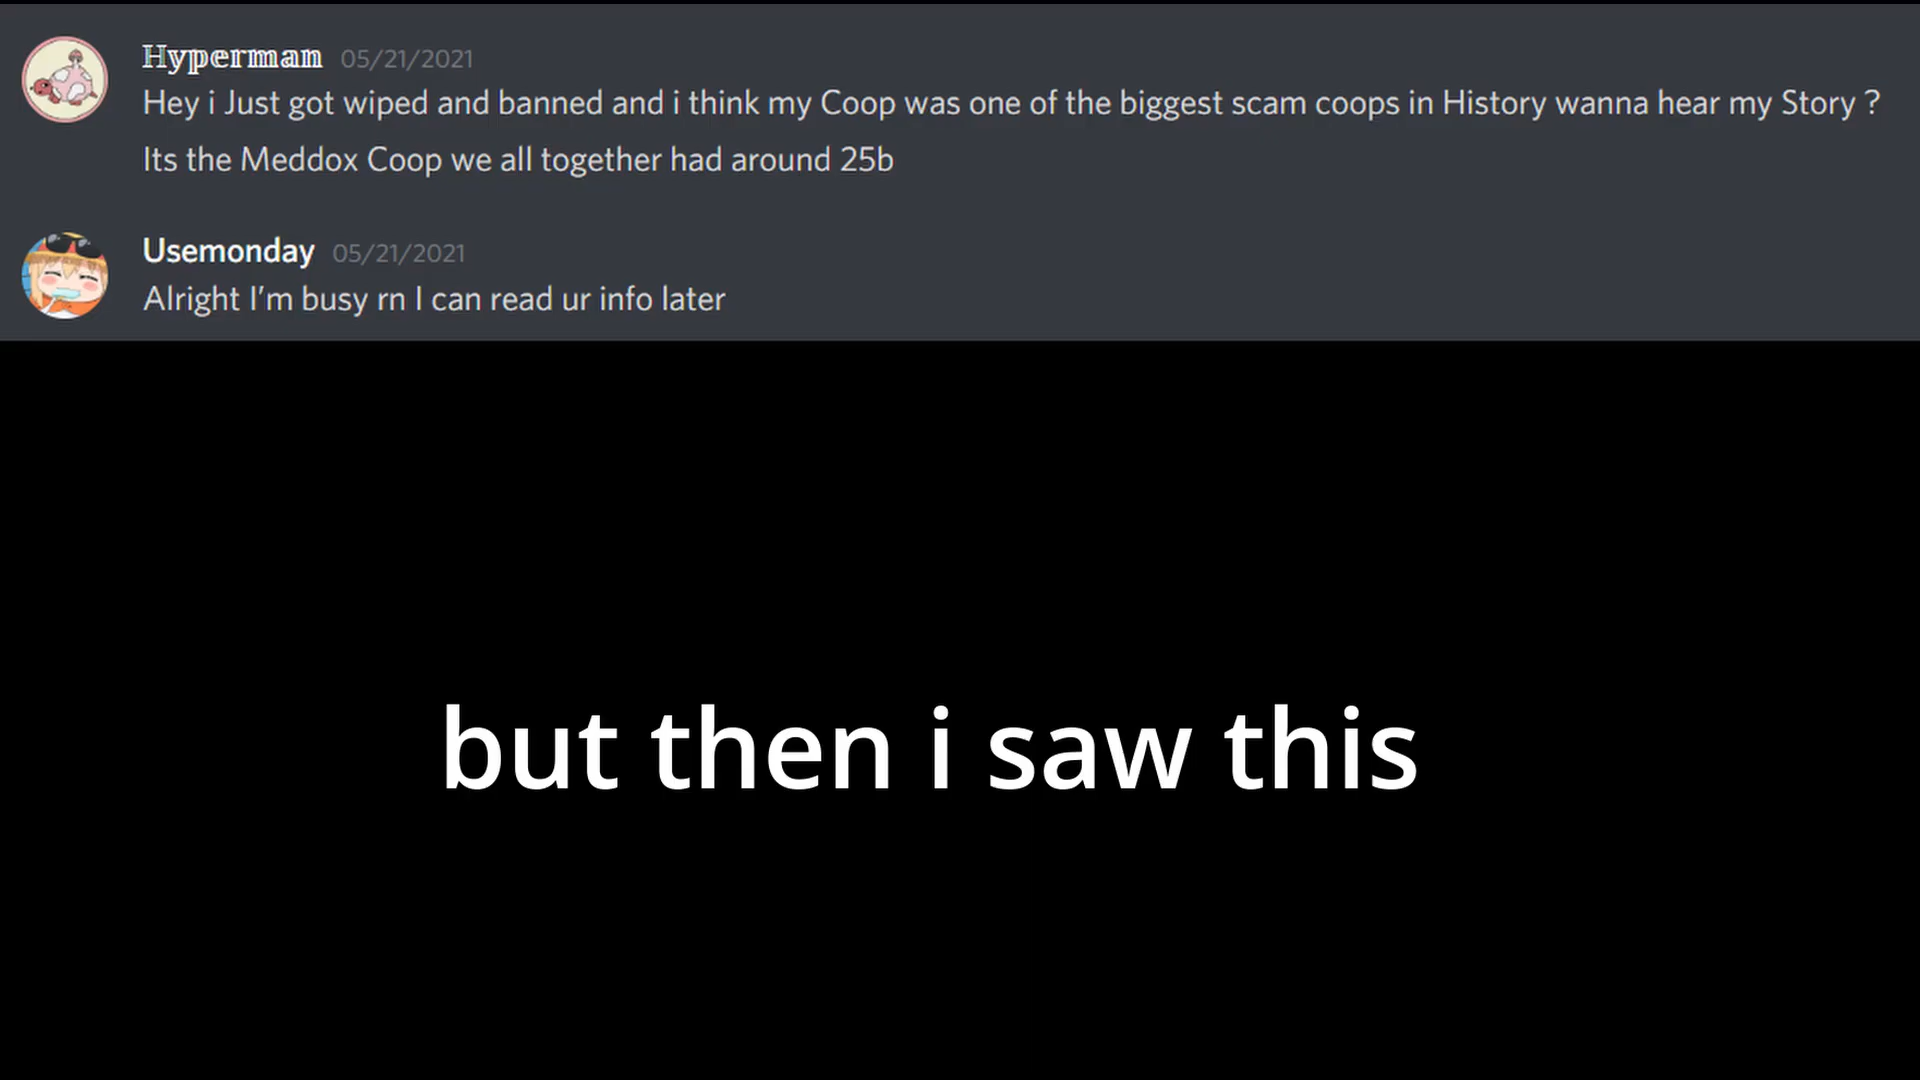 Hyperman 05/21/2021
Hey i Just got wiped and banned and i think my Coop was one of the biggest scam coops in History wanna hear my Story ?
Its the Meddox Coop we all together had around 25b
Usemonday 05/21/2021
Alright I'm busy rn I can read ur info later
but then i saw this